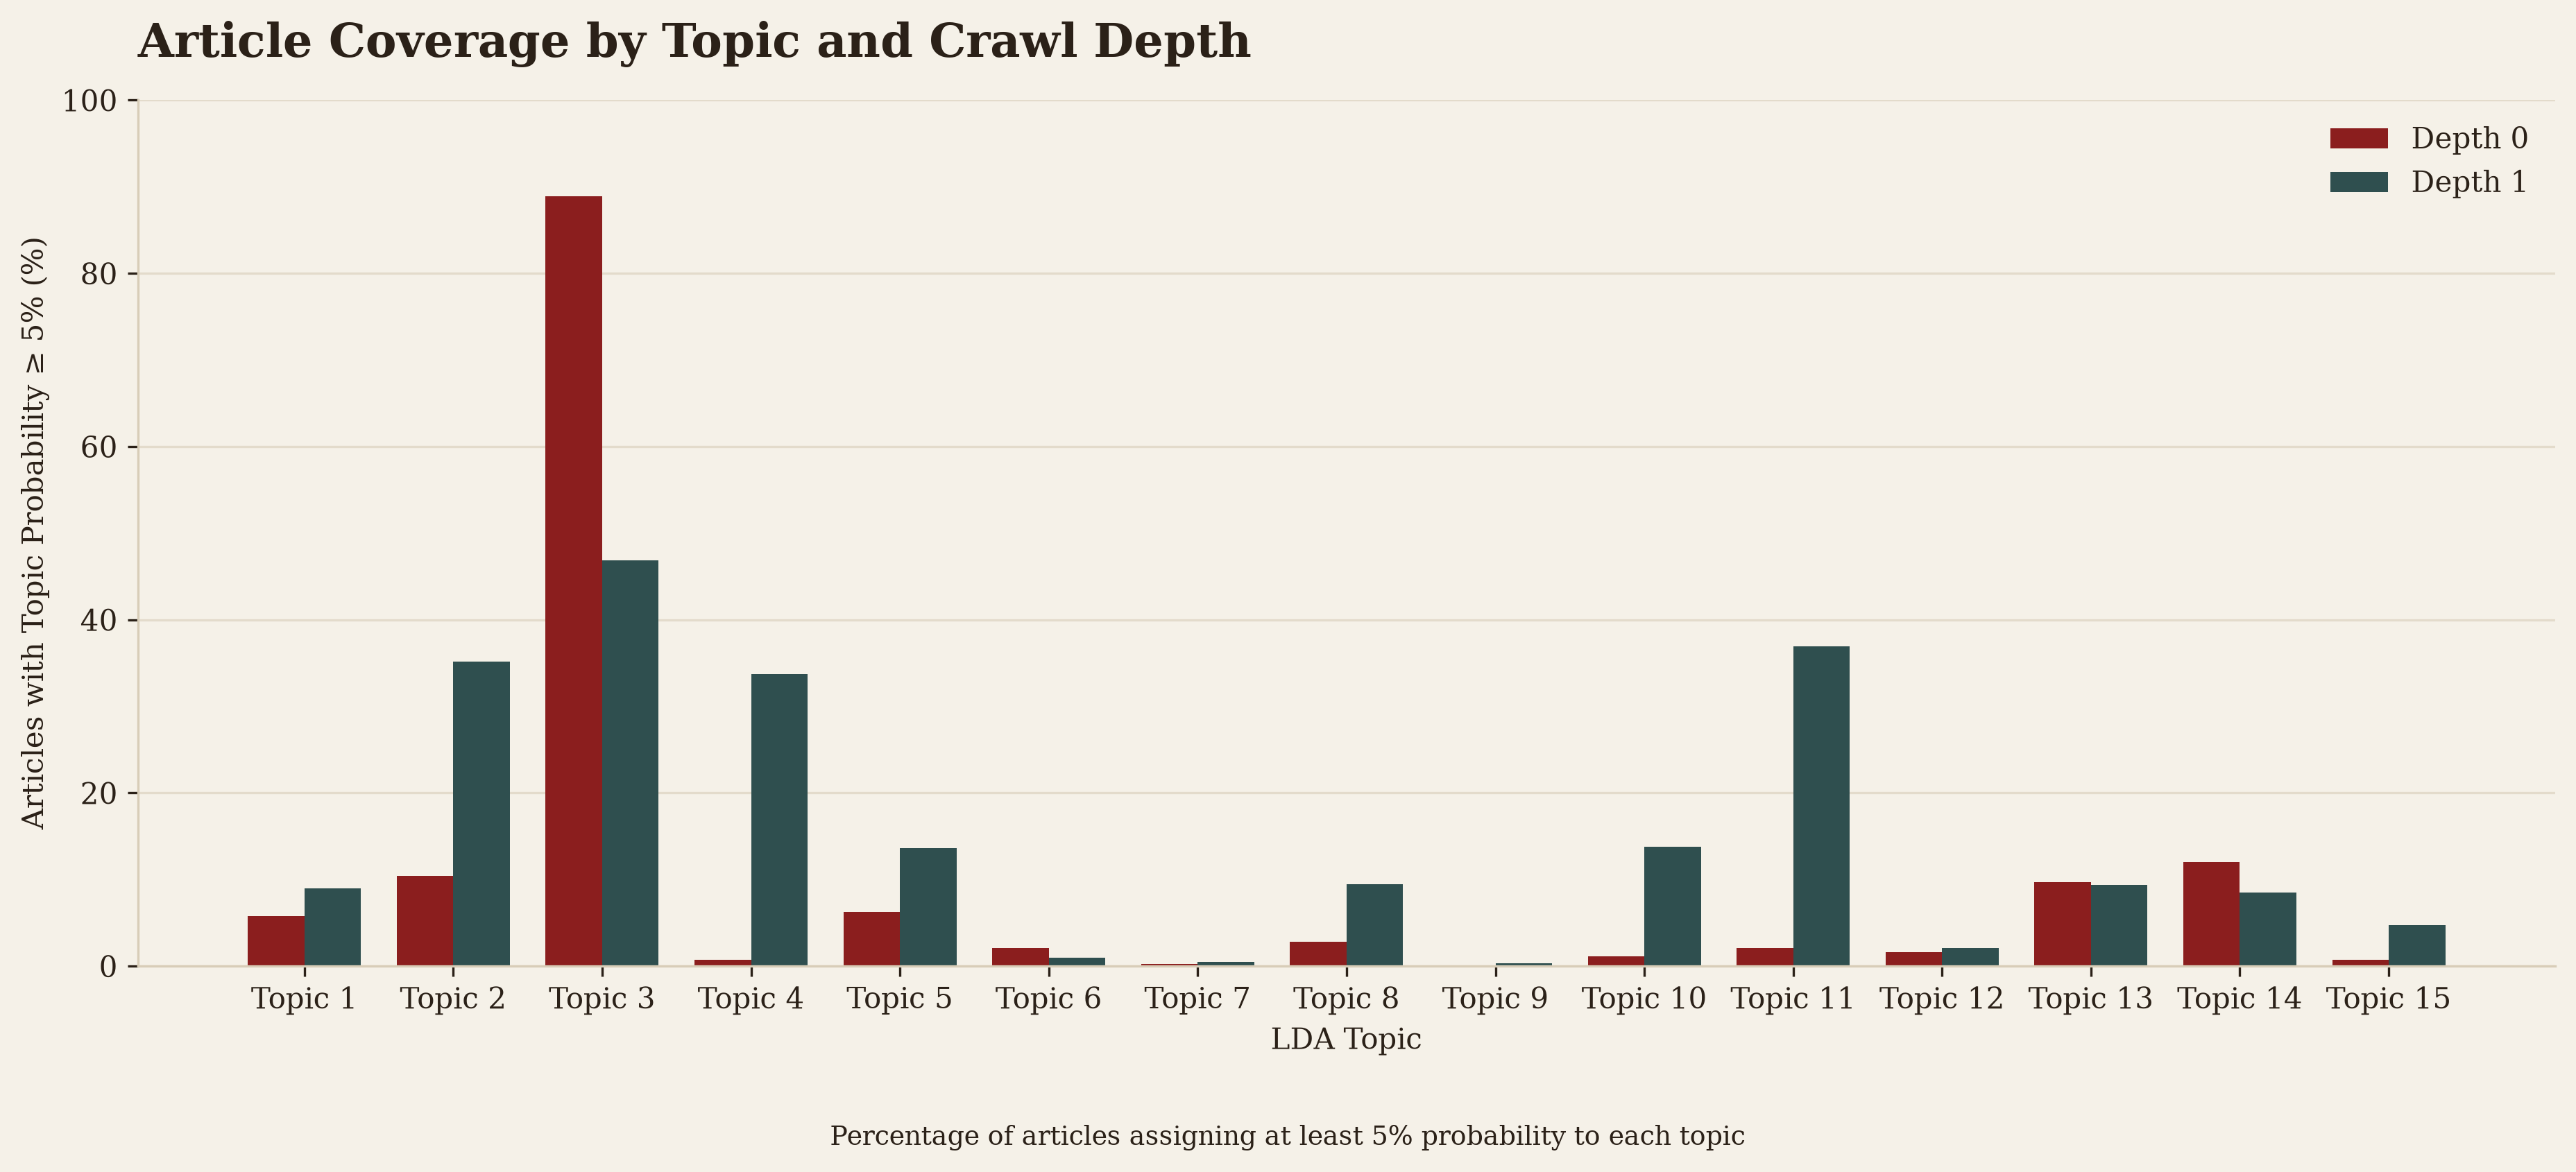 Article Coverage by Topic and Crawl Depth
Articles with Topic Probability ≥ 5% (%)
100
80
60
40
20
0
Depth 0
Depth 1
Topic 1 Topic 2 Topic 3 Topic 4 Topic 5 Topic 6 Topic 7 Topic 8 Topic 9 Topic 10 Topic 11 Topic 12 Topic 13 Topic 14 Topic 15
LDA Topic
Percentage of articles assigning at least 5% probability to each topic